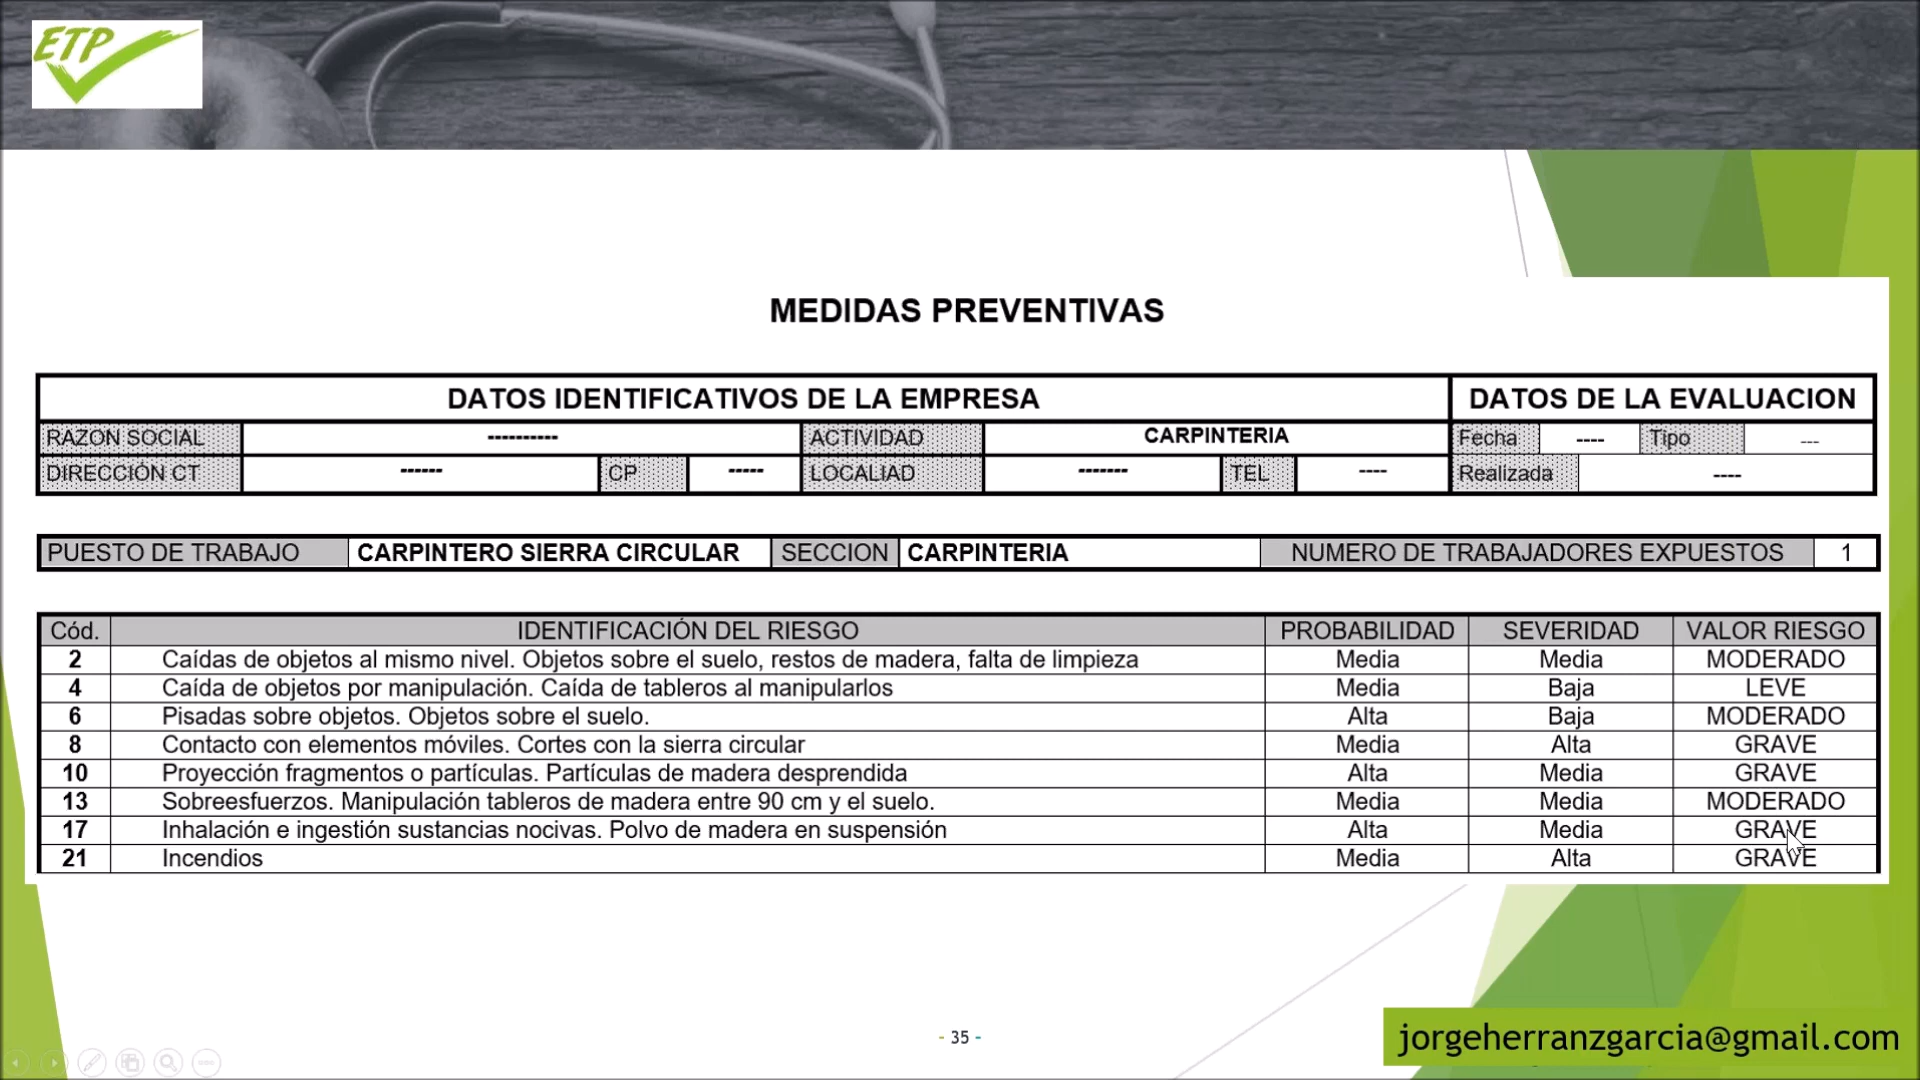 ETP
MEDIDAS PREVENTIVAS
DATOS IDENTIFICATIVOS DE LA EMPRESA DATOS DE LA EVALUACION
RAZON SOCIAL ---------- ACTIVIDAD CARPINTERIA Fecha ---- Tipo ---
DIRECCIÓN CT ------ CP ----- LOCALIAD ------- TEL ---- Realizada ----
PUESTO DE TRABAJO CARPINTERO SIERRA CIRCULAR SECCION CARPINTERIA NUMERO DE TRABAJADORES EXPUESTOS 1
Cód. IDENTIFICACIÓN DEL RIESGO PROBABILIDAD SEVERIDAD VALOR RIESGO
2 Caídas de objetos al mismo nivel. Objetos sobre el suelo, restos de madera, falta de limpieza Media Media MODERADO
4 Caída de objetos por manipulación. Caída de tableros al manipularlos Media Baja LEVE
6 Pisadas sobre objetos. Objetos sobre el suelo. Alta Baja MODERADO
8 Contacto con elementos móviles. Cortes con la sierra circular Media Alta GRAVE
10 Proyección fragmentos o partículas. Partículas de madera desprendida Alta Media GRAVE
13 Sobreesfuerzos. Manipulación tableros de madera entre 90 cm y el suelo. Media Media MODERADO
17 Inhalación e ingestión sustancias nocivas. Polvo de madera en suspensión Alta Media GRAVE
21 Incendios Media Alta GRAVE
- 35 -
jorgeherranzgarcia@gmail.com